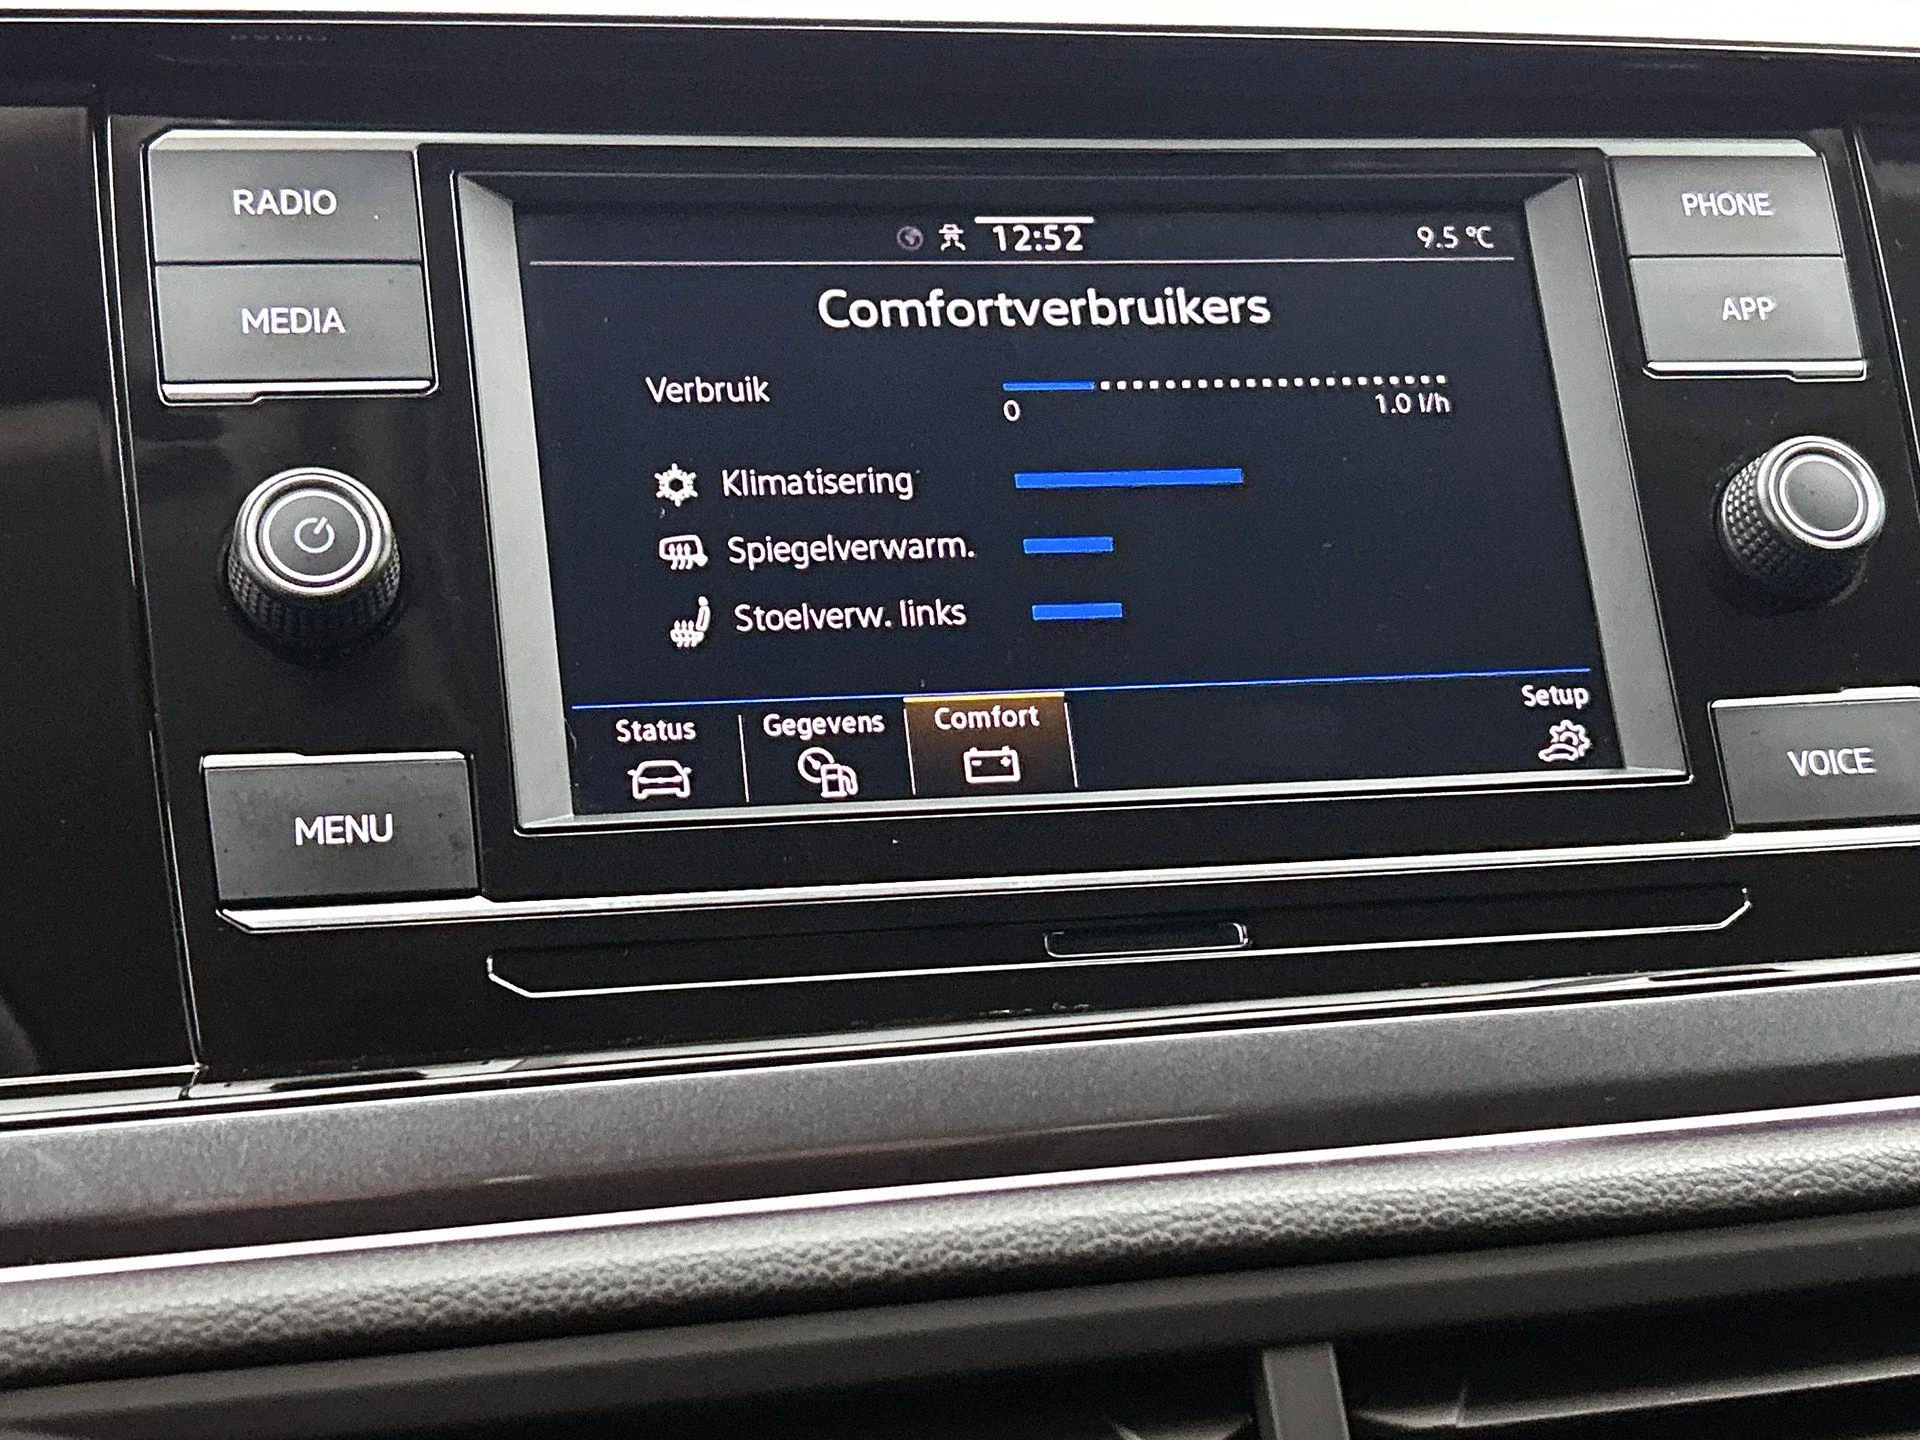 RADIO
MEDIA
MENU
12:52
9.5 °C
Comfortverbruikers
Verbruik
0
1.0 l/h
Klimatisering
Spiegelverwarm.
Stoelverw. links
Status
Gegevens
Comfort
Setup
PHONE
APP
VOICE